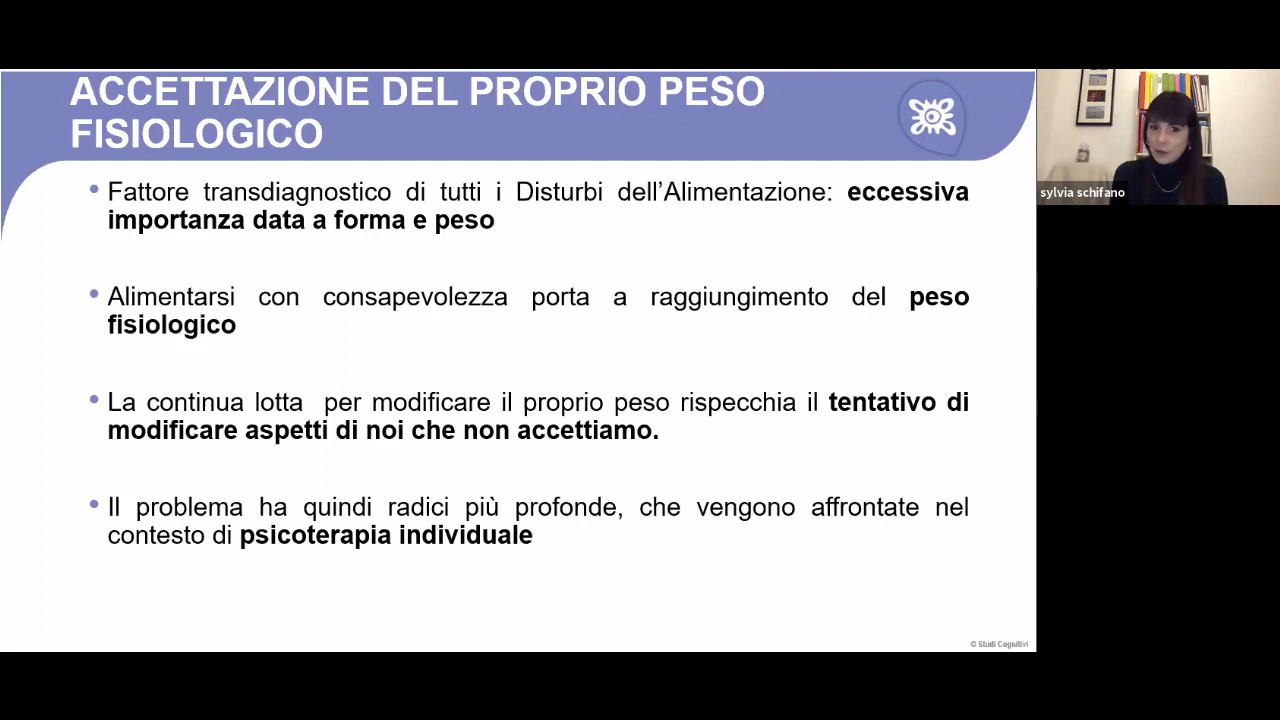 ACCETTAZIONE DEL PROPRIO PESO
FISIOLOGICO
• Fattore transdiagnostico di tutti i Disturbi dell’Alimentazione: eccessiva
importanza data a forma e peso
• Alimentarsi con consapevolezza porta a raggiungimento del peso
fisiologico
• La continua lotta per modificare il proprio peso rispecchia il tentativo di
modificare aspetti di noi che non accettiamo.
• Il problema ha quindi radici più profonde, che vengono affrontate nel
contesto di psicoterapia individuale
© Studi Cognitivi
sylvia schifano